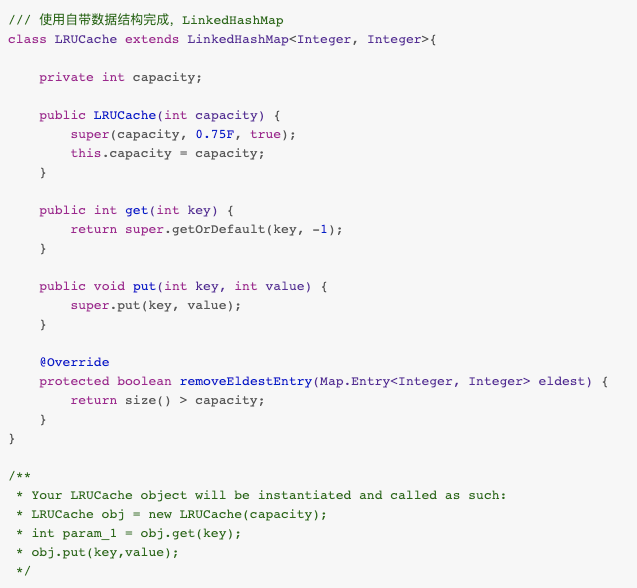 /// 使用自带数据结构完成，LinkedHashMap
class LRUCache extends LinkedHashMap<Integer, Integer>{
    private int capacity;
    public LRUCache(int capacity) {
        super(capacity, 0.75F, true);
        this.capacity = capacity;
    }
    public int get(int key) {
        return super.getOrDefault(key, -1);
    }
    public void put(int key, int value) {
        super.put(key, value);
    }
    @Override
    protected boolean removeEldestEntry(Map.Entry<Integer, Integer> eldest) {
        return size() > capacity;
    }
}
/**
 * Your LRUCache object will be instantiated and called as such:
 * LRUCache obj = new LRUCache(capacity);
 * int param_1 = obj.get(key);
 * obj.put(key,value);
 */